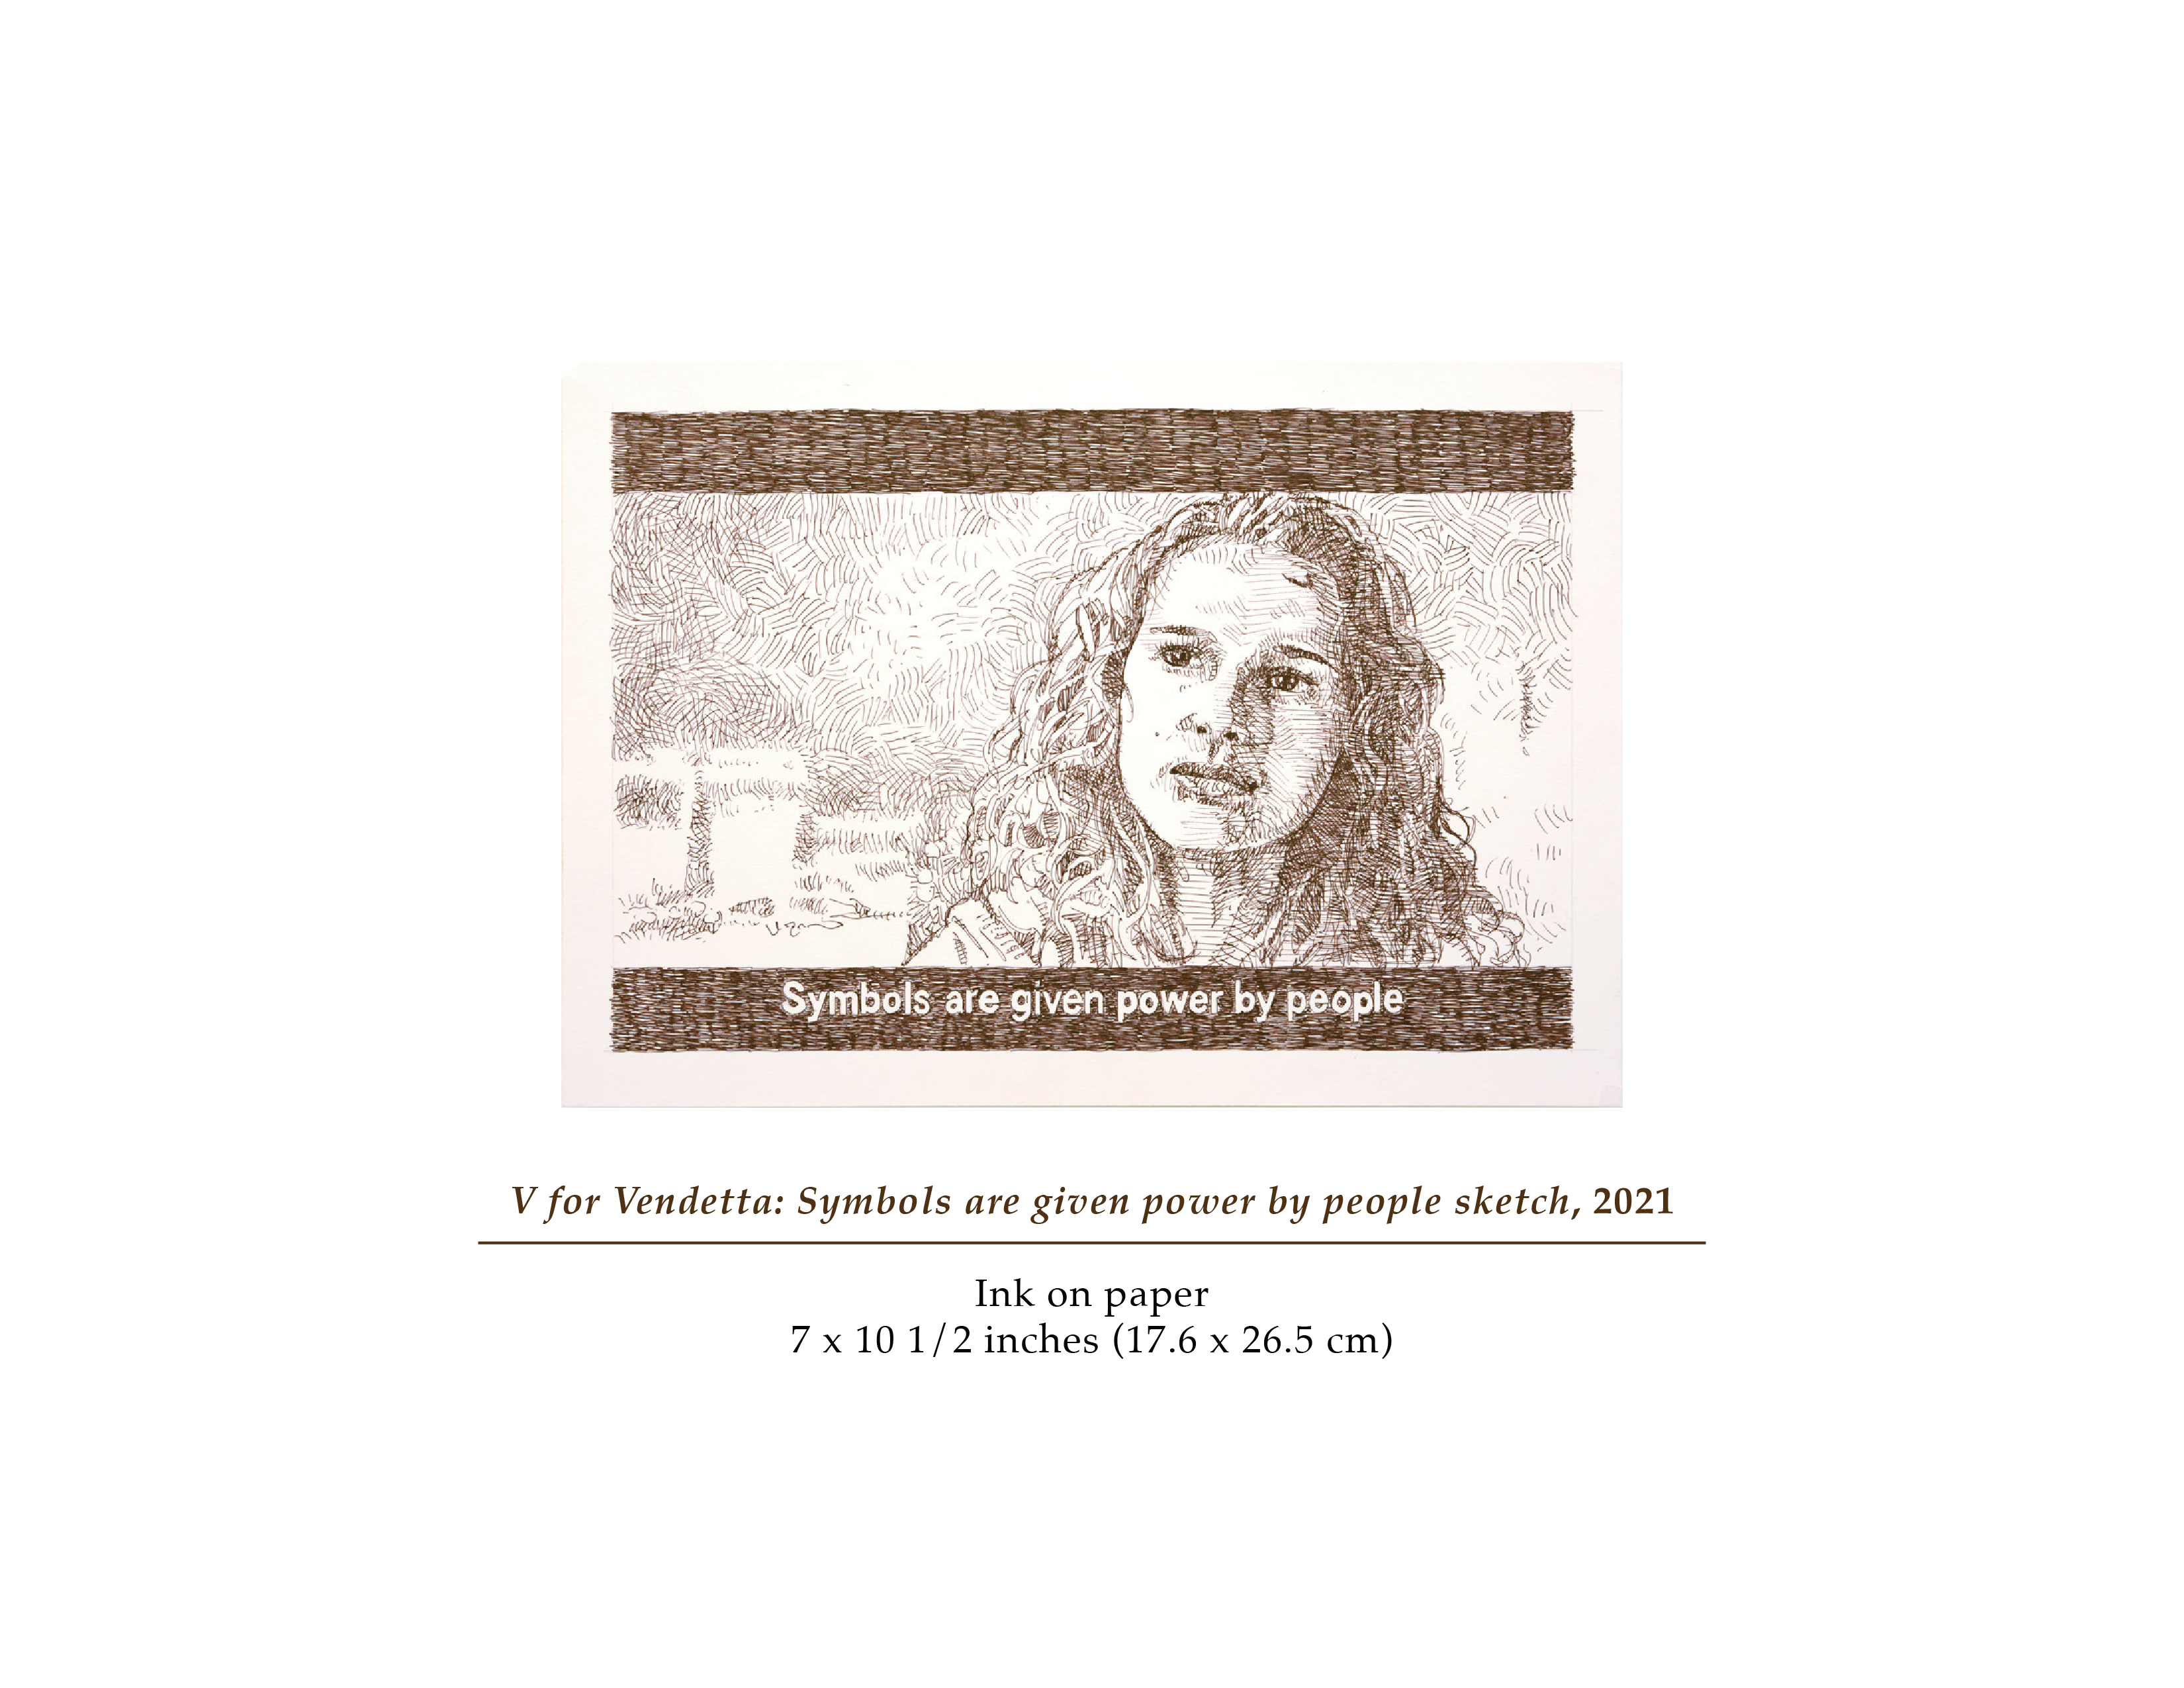 Symbols are given power by people
V for Vendetta: Symbols are given power by people sketch, 2021
Ink on paper
7 x 10 1/2 inches (17.6 x 26.5 cm)